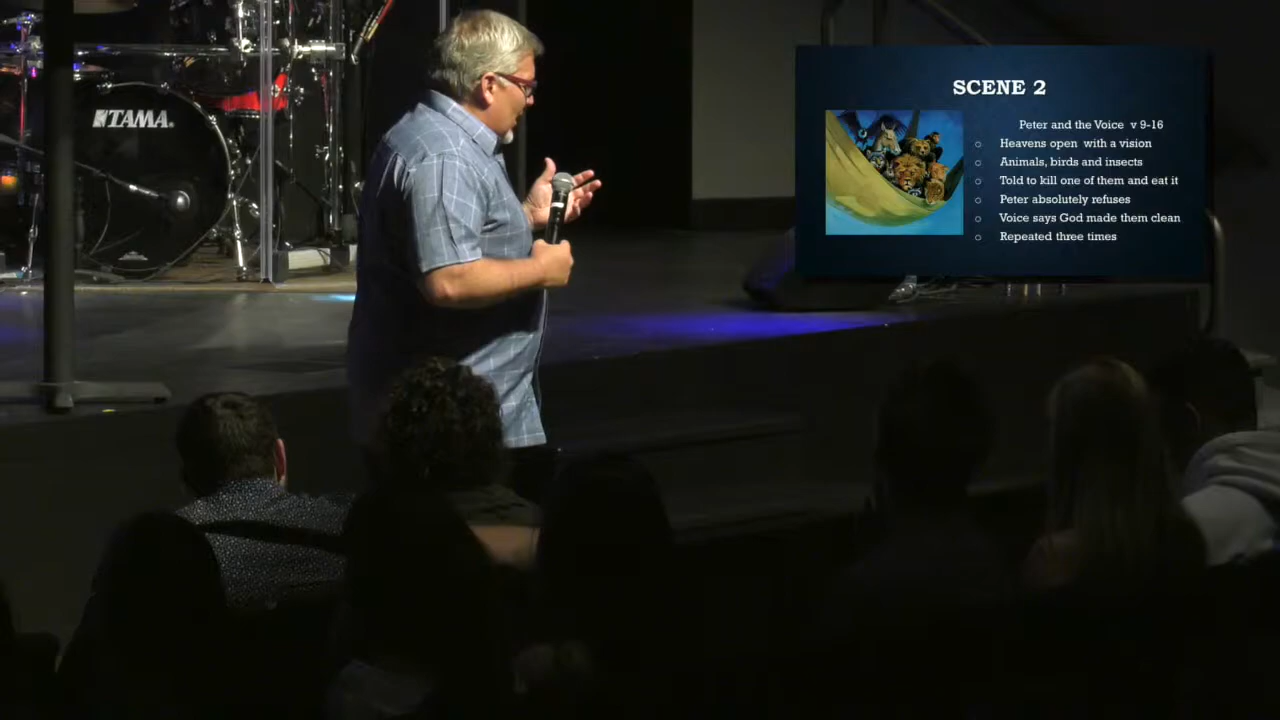 TAMA.
SCENE 2
Peter and the Voice v 9-16
Heavens open with a vision
Animals, birds and insects
Told to kill one of them and eat it
Peter absolutely refuses
Voice says God made them clean
Repeated three times